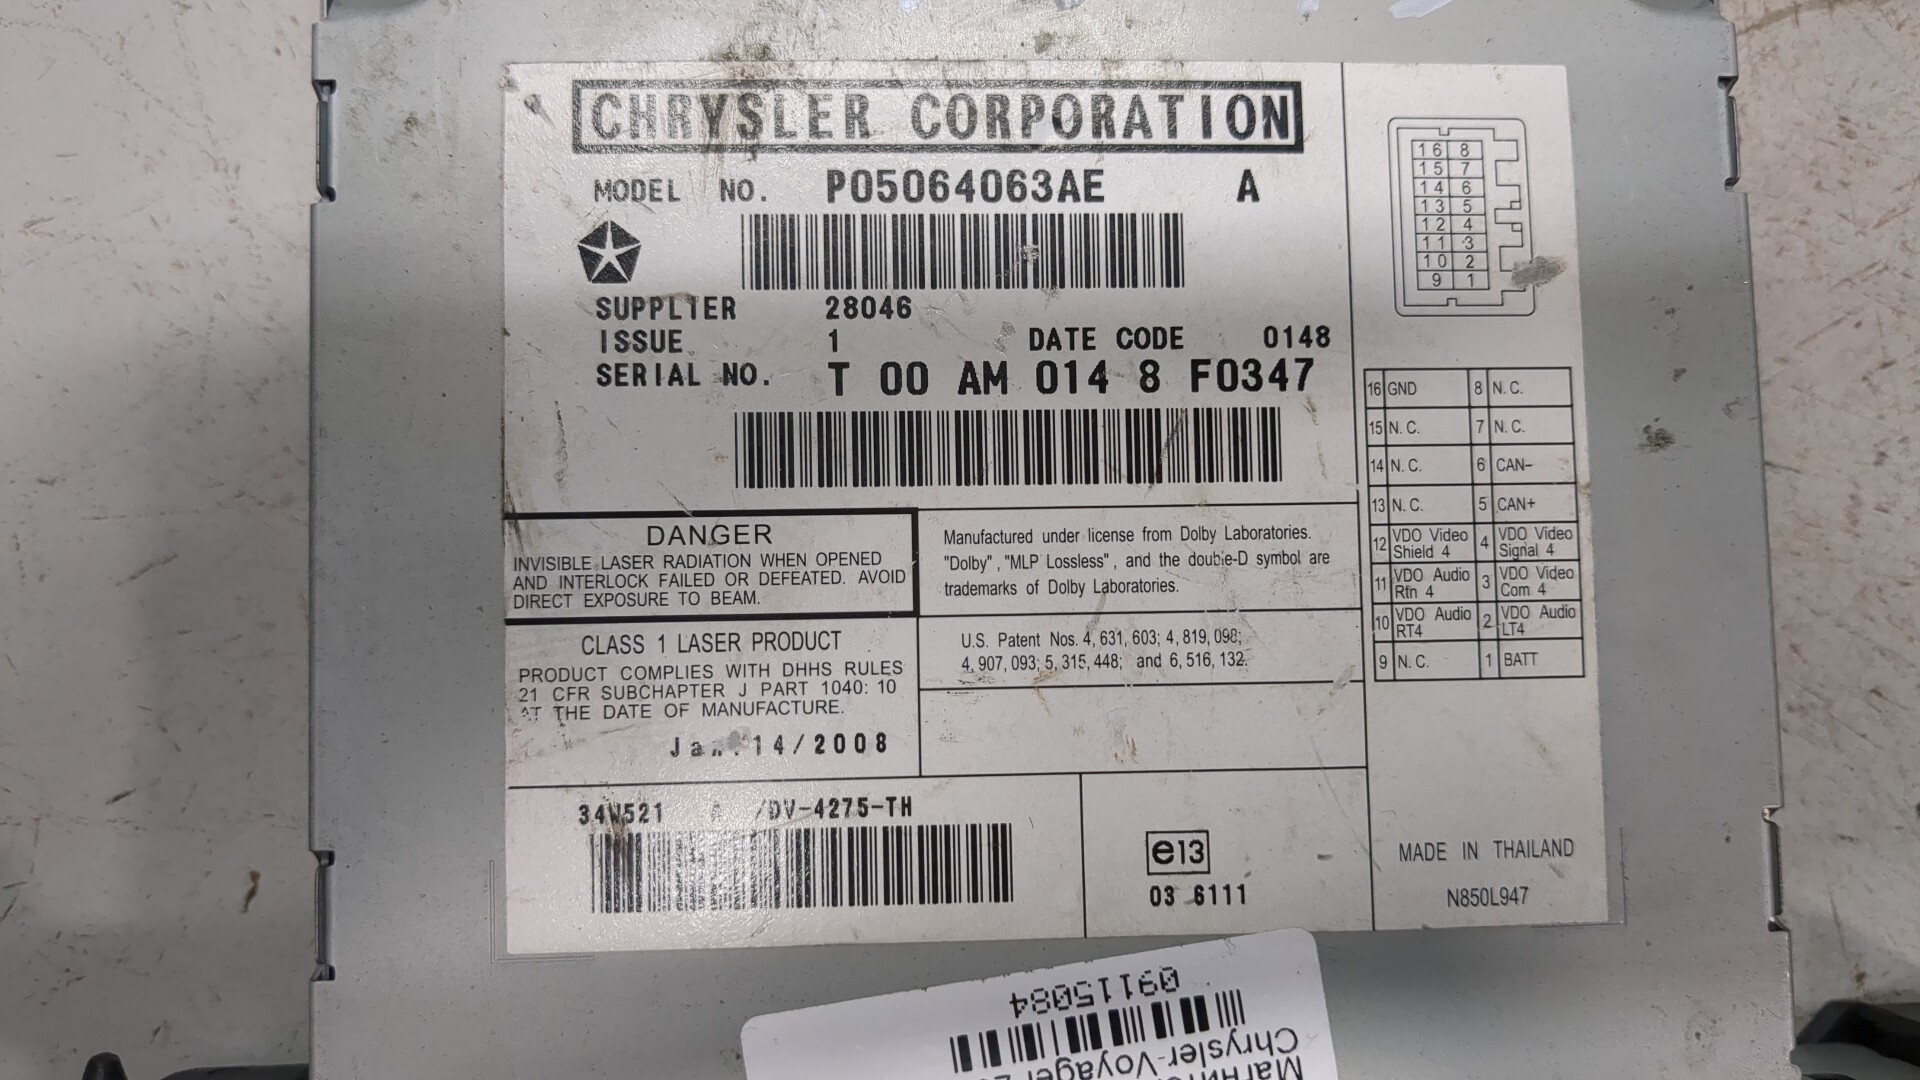 CHRYSLER CORPORATION
MODEL NO. P05064063AE A
SUPPLIER 28046
ISSUE 1 DATE CODE 0148
SERIAL NO. T 00 AM 014 8 F0347
DANGER
INVISIBLE LASER RADIATION WHEN OPENED
AND INTERLOCK FAILED OR DEFEATED. AVOID
DIRECT EXPOSURE TO BEAM.
Manufactured under license from Dolby Laboratories.
"Dolby", "MLP Lossless", and the double-D symbol are
trademarks of Dolby Laboratories.
CLASS 1 LASER PRODUCT
PRODUCT COMPLIES WITH DHHS RULES
21 CFR SUBCHAPTER J PART 1040: 10
AT THE DATE OF MANUFACTURE.
Jan. 14/2008
U.S. Patent Nos. 4, 631, 603; 4, 819, 098;
4, 907, 093; 5, 315, 448; and 6, 516, 132.
34W521 A /DV-4275-TH
e13
03 6111
16 8
15 7
14 6
13 5
12 4
11 3
10 2
9 1
16 GND 8 N.C.
15 N.C. 7 N.C.
14 N.C. 6 CAN-
13 N.C. 5 CAN+
12 VDO Video Shield 4 4 VDO Video Signal 4
11 VDO Audio Rtn 4 3 VDO Video Com 4
10 VDO Audio RT4 2 VDO Audio LT4
9 N.C. 1 BATT
MADE IN THAILAND
N850L947
09115084
Chrysler-Voyager